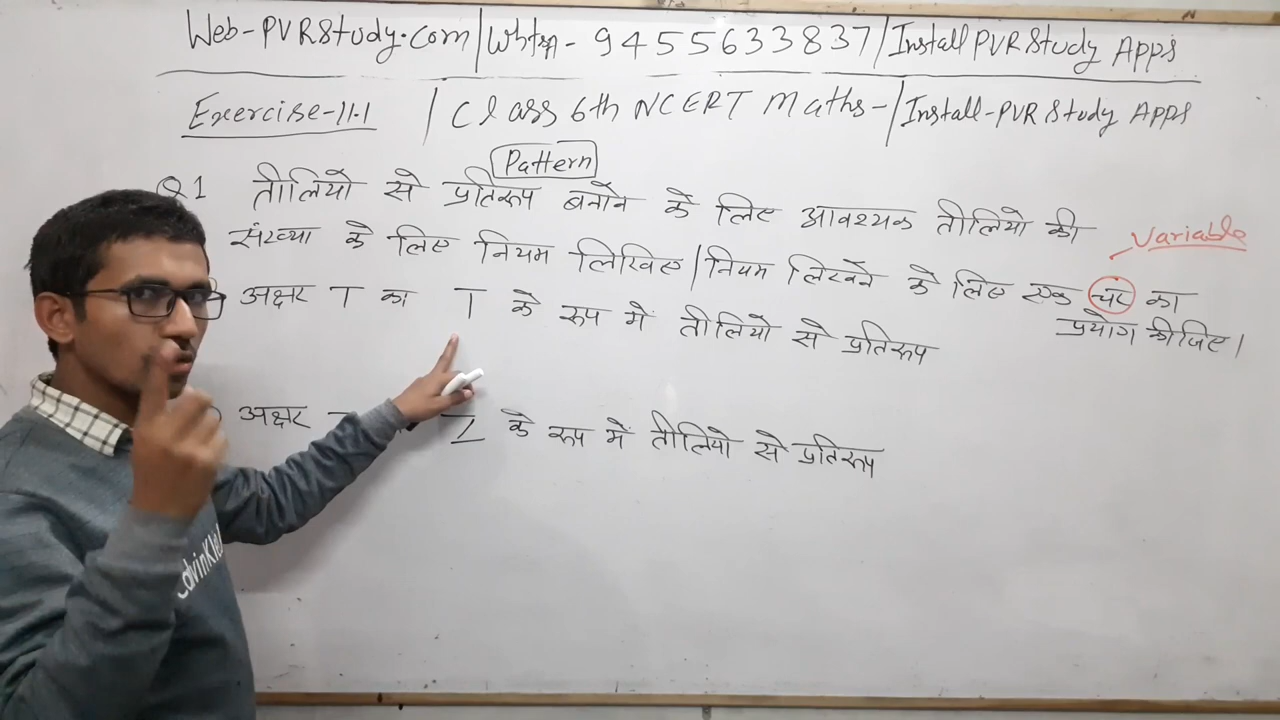 Web-PVRStudy.com/Whtsa- 9455633837/Install PVR Study Apps
Exercise-11.1 / Class 6th NCERT Maths-/Install-PVR Study Apps
Pattern
Q1 तीलियो से प्रतिरूप बनाने के लिए आवश्यक तीलियो की
संख्या के लिए नियम लिखिए/नियम लिखने के लिए एक चर का
Variable
प्रयोग कीजिए।
अक्षर T का T के रूप में तीलियो से प्रतिरूप
अक्षर Z के रूप में तीलियो से प्रतिरूप
CalvinKle